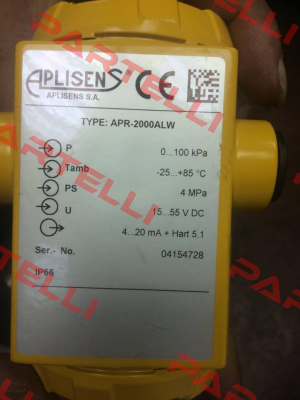 APLISENS CE
APLISENS S.A.
TYPE: APR-2000ALW
P 0...100 kPa
Tamb -25...+85 °C
PS 4 MPa
U 15...55 V DC
4...20 mA + Hart 5.1
Ser.- No. 04154728
IP66
PARTELLI
PARTELLI
PARTELLI
PARTELLI